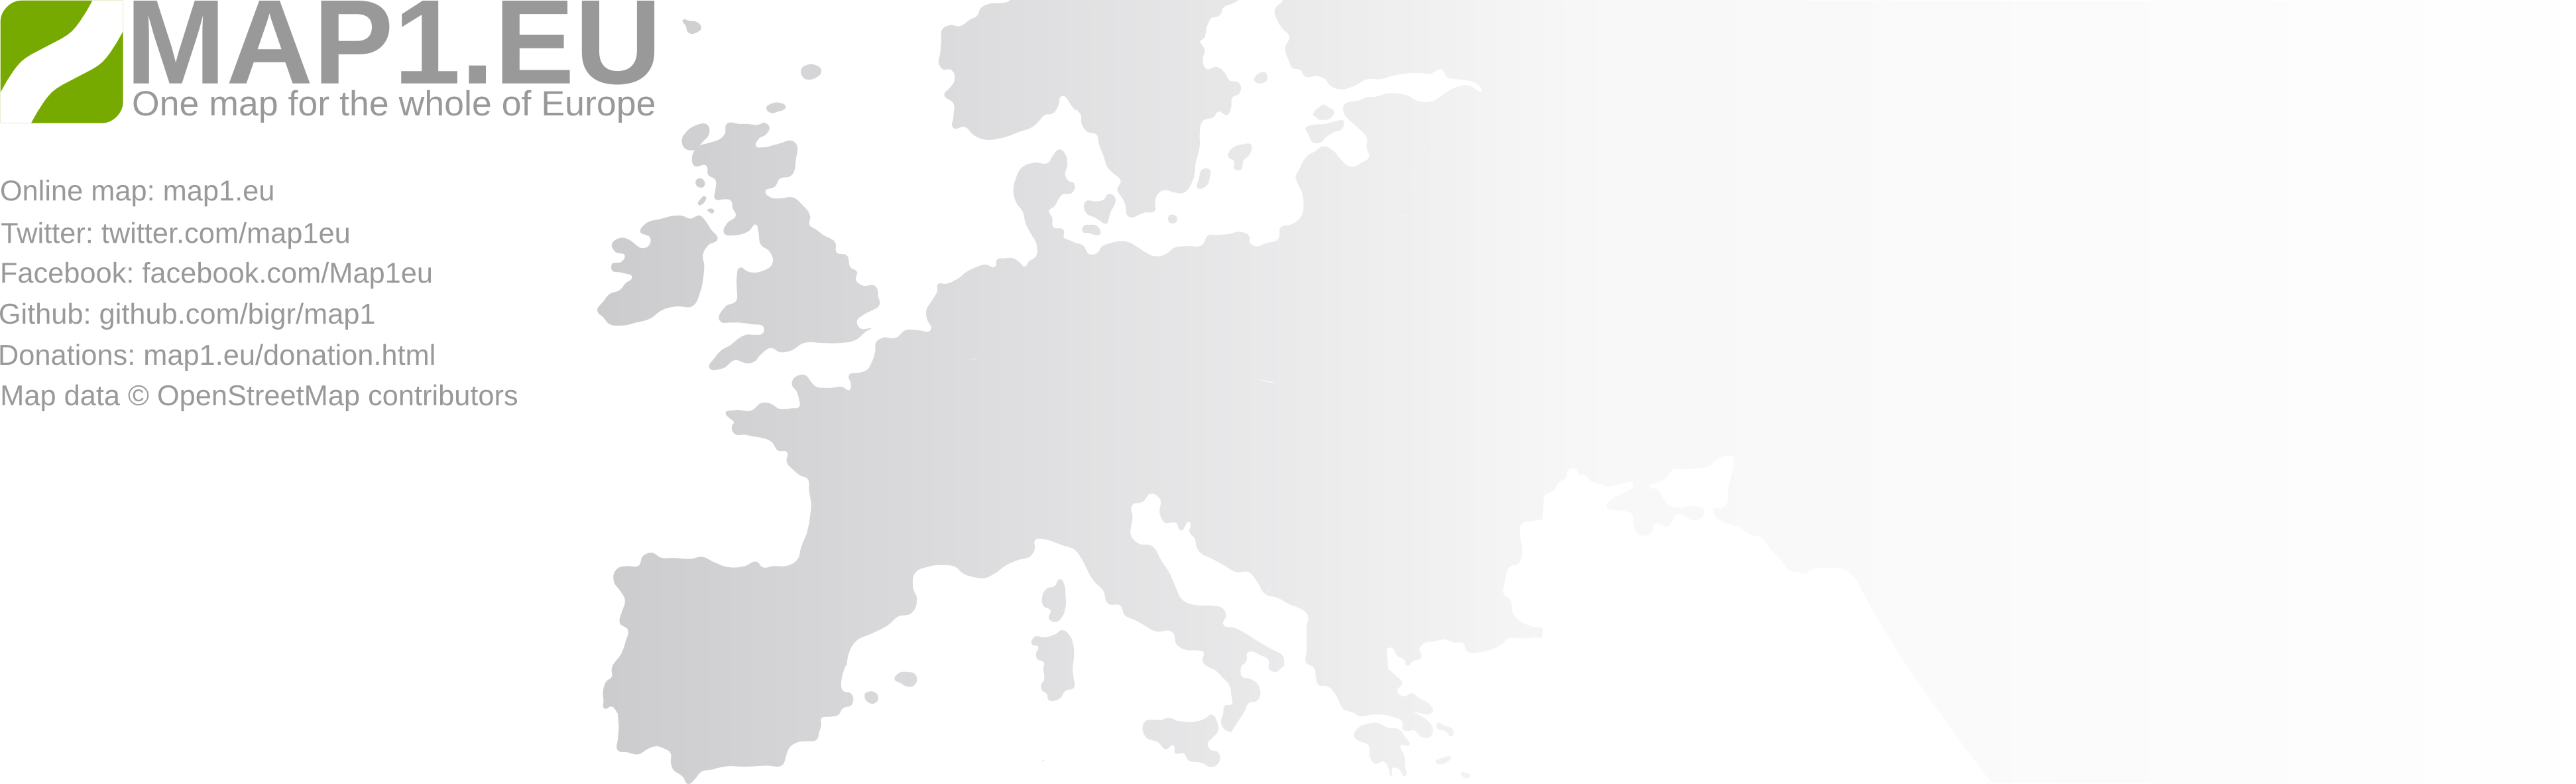 MAP1.EU
One map for the whole of Europe
Online map: map1.eu
Twitter: twitter.com/map1eu
Facebook: facebook.com/Map1eu
Github: github.com/bigr/map1
Donations: map1.eu/donation.html
Map data © OpenStreetMap contributors